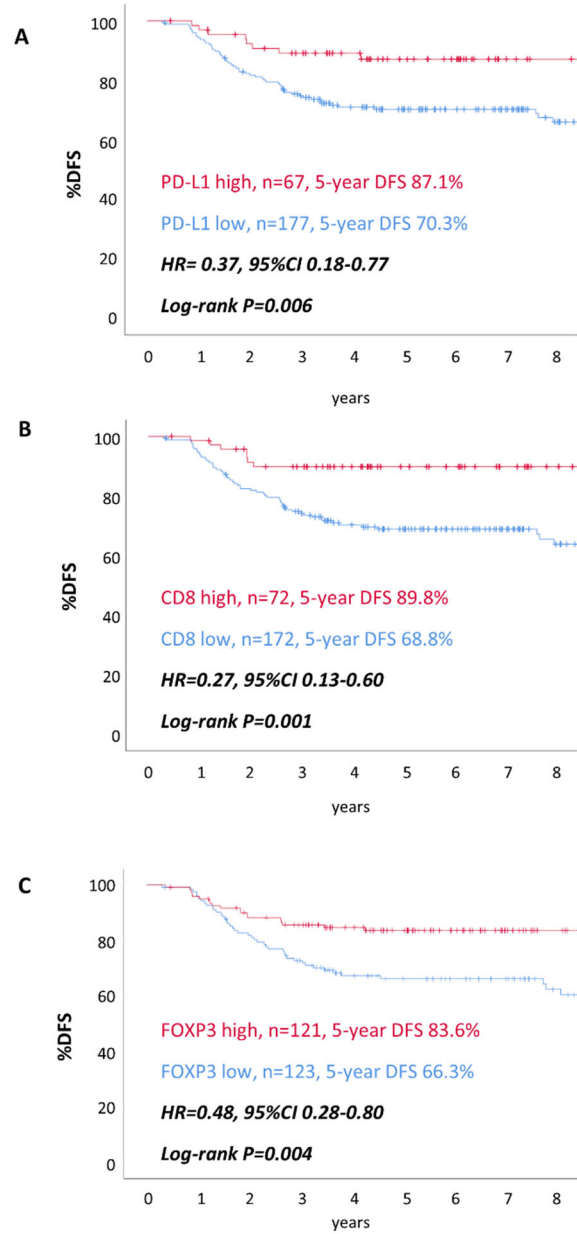 A
100
80
60
40
20
0
%DFS
PD-L1 high, n=67, 5-year DFS 87.1%
PD-L1 low, n=177, 5-year DFS 70.3%
HR= 0.37, 95%CI 0.18-0.77
Log-rank P=0.006
0 1 2 3 4 5 6 7 8
years
B
100
80
60
40
20
0
%DFS
CD8 high, n=72, 5-year DFS 89.8%
CD8 low, n=172, 5-year DFS 68.8%
HR=0.27, 95%CI 0.13-0.60
Log-rank P=0.001
0 1 2 3 4 5 6 7 8
years
C
100
80
60
40
20
0
%DFS
FOXP3 high, n=121, 5-year DFS 83.6%
FOXP3 low, n=123, 5-year DFS 66.3%
HR=0.48, 95%CI 0.28-0.80
Log-rank P=0.004
0 1 2 3 4 5 6 7 8
years